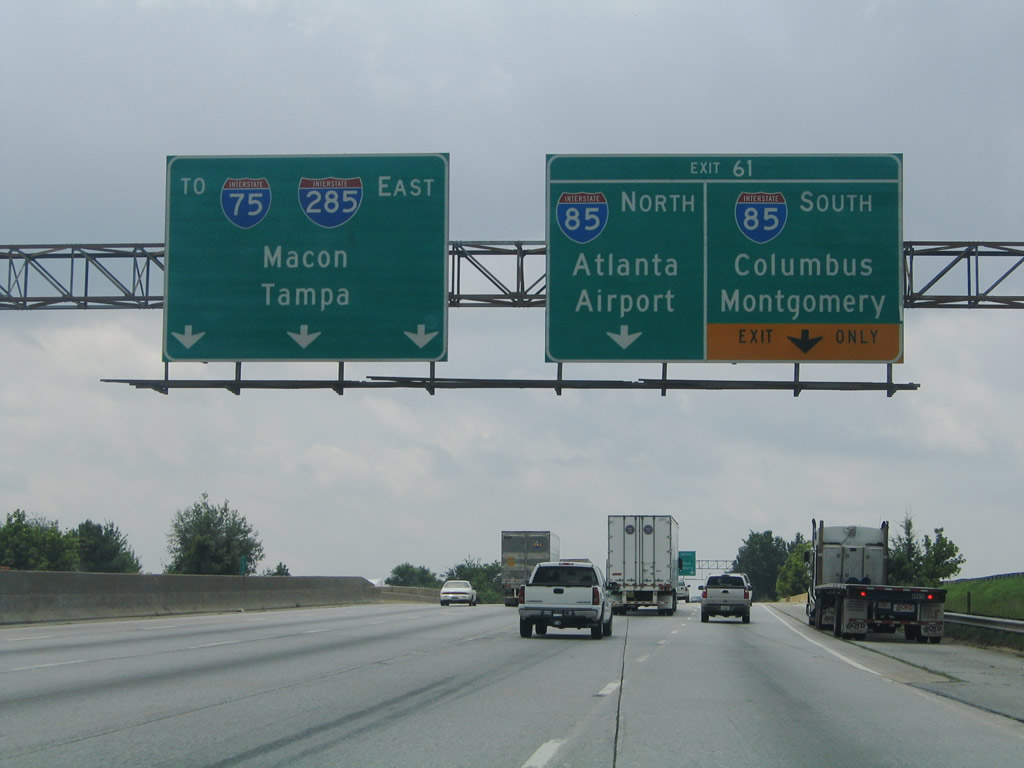 TO INTERSTATE 75 INTERSTATE 285 EAST
Macon
Tampa
EXIT 61
INTERSTATE 85 NORTH
Atlanta
Airport
INTERSTATE 85 SOUTH
Columbus
Montgomery
EXIT ONLY